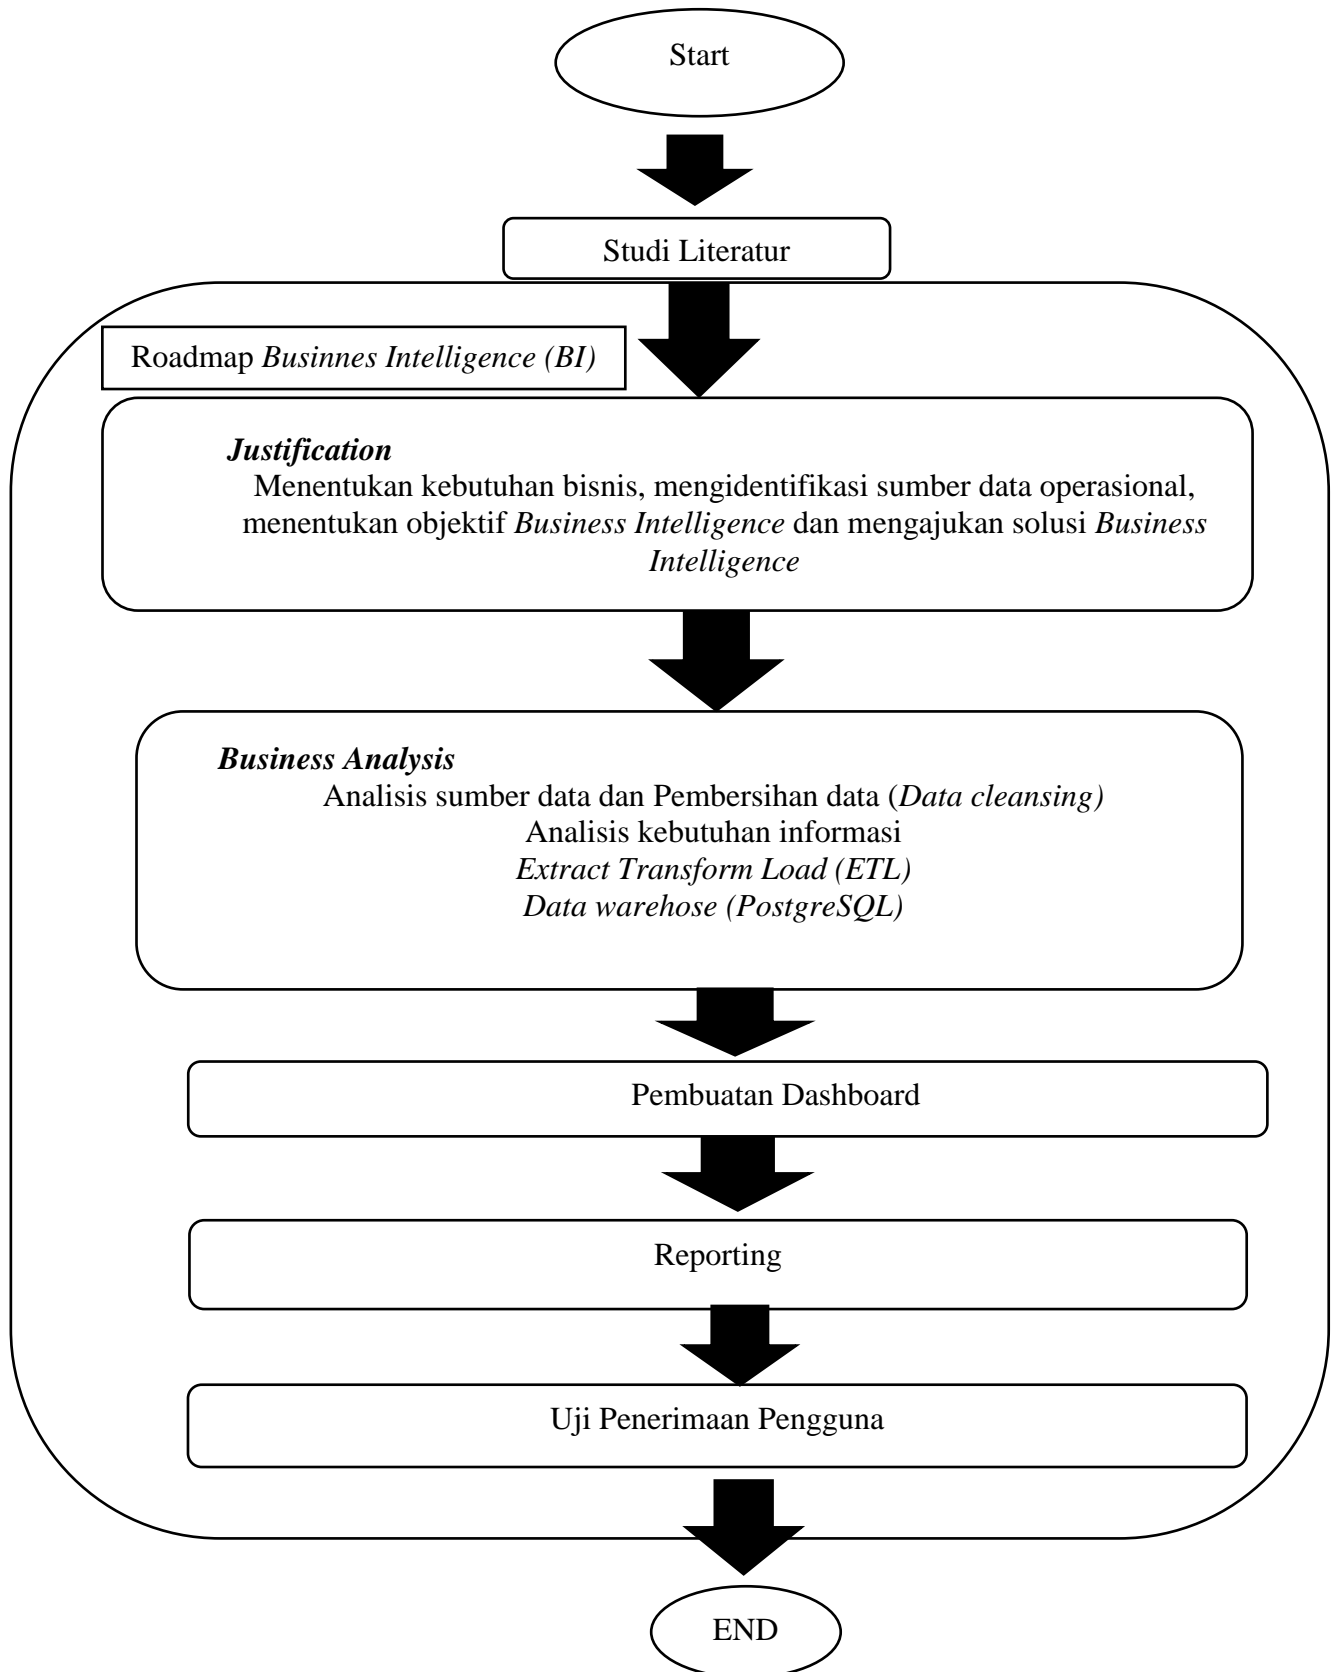 Start
Studi Literatur
Roadmap Businnes Intelligence (BI)
Justification
Menentukan kebutuhan bisnis, mengidentifikasi sumber data operasional,
menentukan objektif Business Intelligence dan mengajukan solusi Business
Intelligence
Business Analysis
Analisis sumber data dan Pembersihan data (Data cleansing)
Analisis kebutuhan informasi
Extract Transform Load (ETL)
Data warehose (PostgreSQL)
Pembuatan Dashboard
Reporting
Uji Penerimaan Pengguna
END